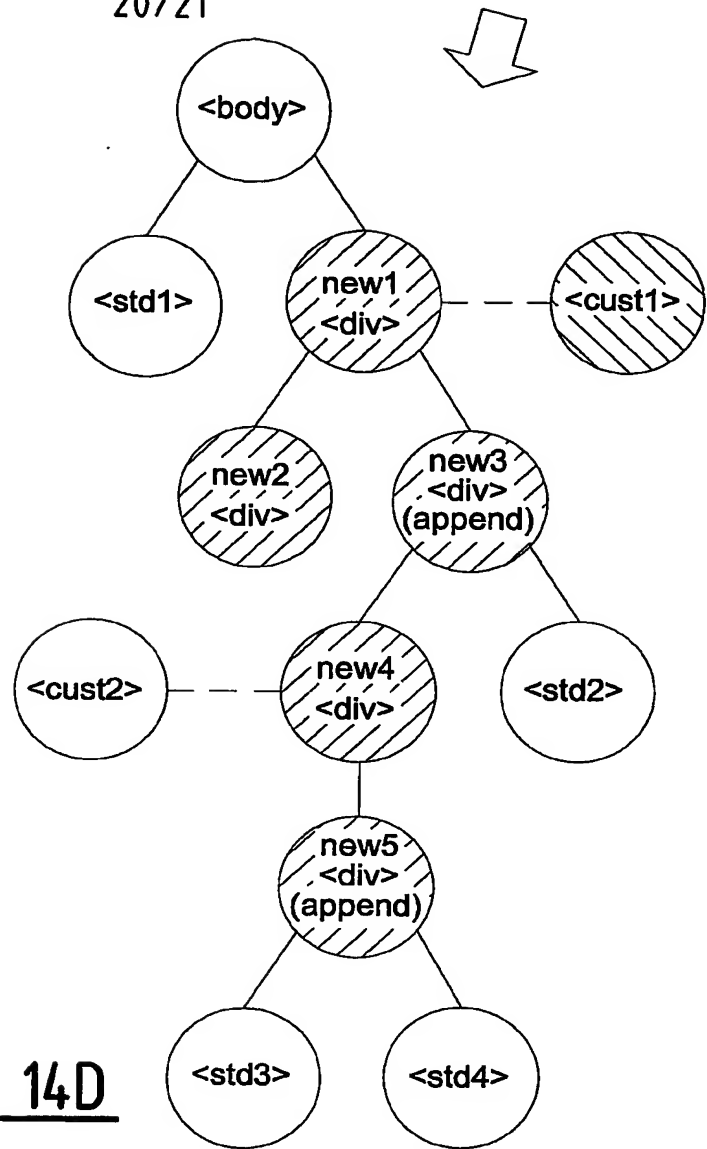 20/21
<body>
<std1>
new1
<div>
<cust1>
new2
<div>
new3
<div>
(append)
<cust2>
new4
<div>
<std2>
new5
<div>
(append)
<std3>
<std4>
14D